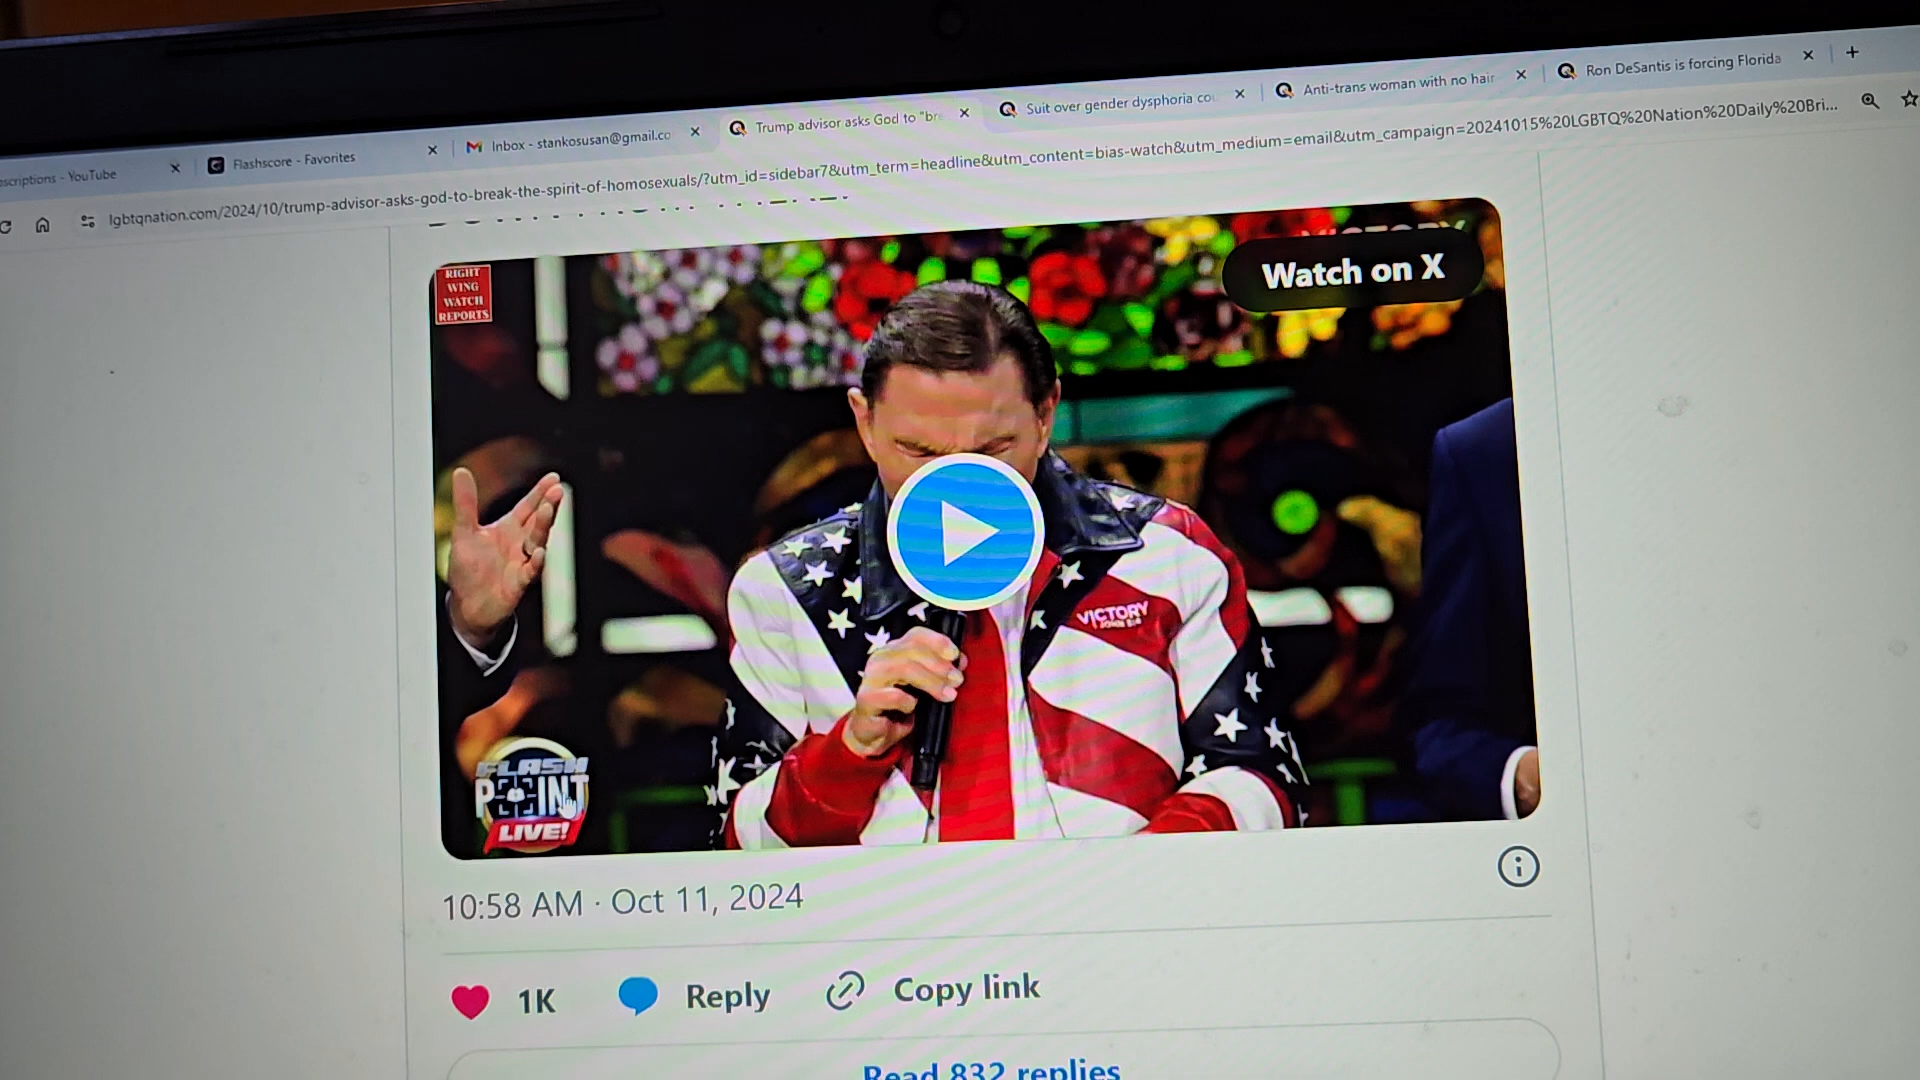 scriptions - YouTube
Flashscore - Favorites
Inbox - stankosusan@gmail.co
Trump advisor asks God to "bre
Suit over gender dysphoria co
Anti-trans woman with no hair
Ron DeSantis is forcing Florida
lgbtqnation.com/2024/10/trump-advisor-asks-god-to-break-the-spirit-of-homosexuals/?utm_id=sidebar7&utm_term=headline&utm_content=bias-watch&utm_medium=email&utm_campaign=20241015%20LGBTQ%20Nation%20Daily%20Bri...
RIGHT
WING
WATCH
REPORTS
Watch on X
VICTORY
FLASH
POINT
LIVE!
10:58 AM · Oct 11, 2024
1K
Reply
Copy link
Read 832 replies